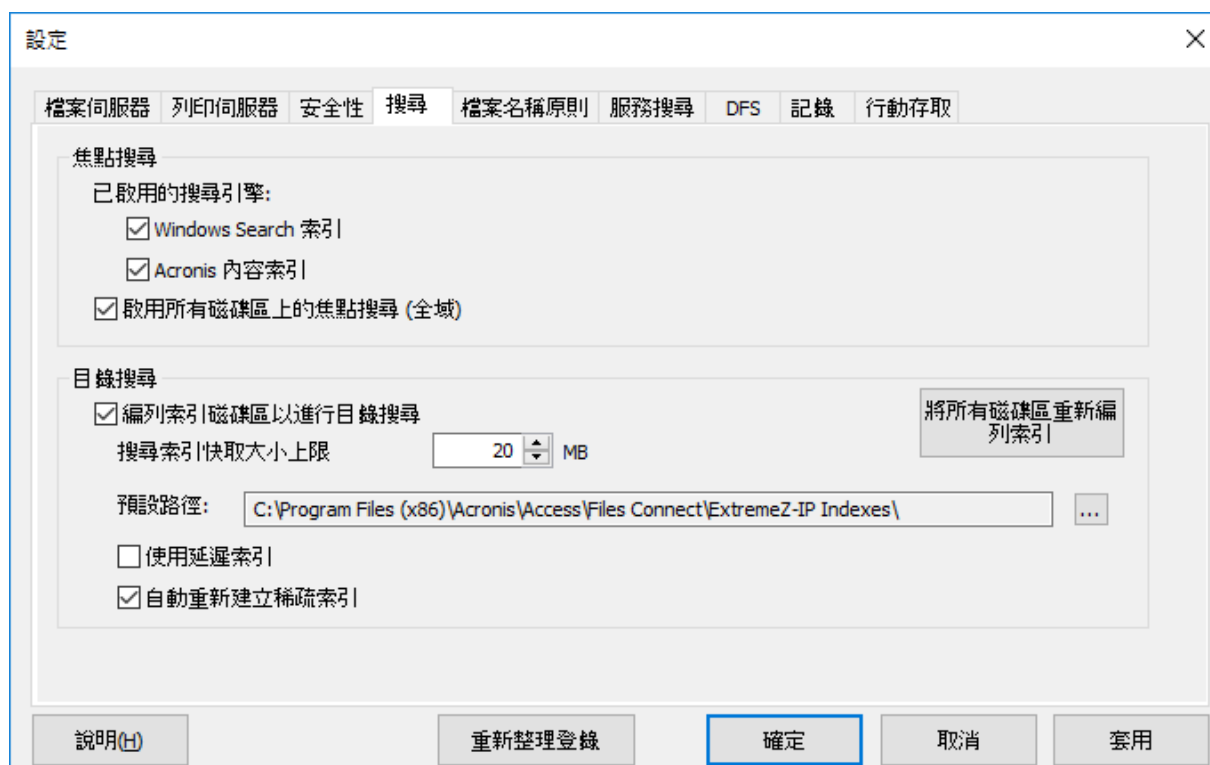 設定
檔案伺服器 列印伺服器 安全性 搜尋 檔案名稱原則 服務搜尋 DFS 記錄 行動存取
焦點搜尋
已啟用的搜尋引擎:
Windows Search 索引
Acronis 內容索引
啟用所有磁碟區上的焦點搜尋 (全域)
目錄搜尋
編列索引磁碟區以進行目錄搜尋
將所有磁碟區重新編
列索引
搜尋索引快取大小上限 20 MB
預設路徑: C:\Program Files (x86)\Acronis\Access\Files Connect\ExtremeZ-IP Indexes\ ...
使用延遲索引
自動重新建立稀疏索引
說明(H) 重新整理登錄 確定 取消 套用